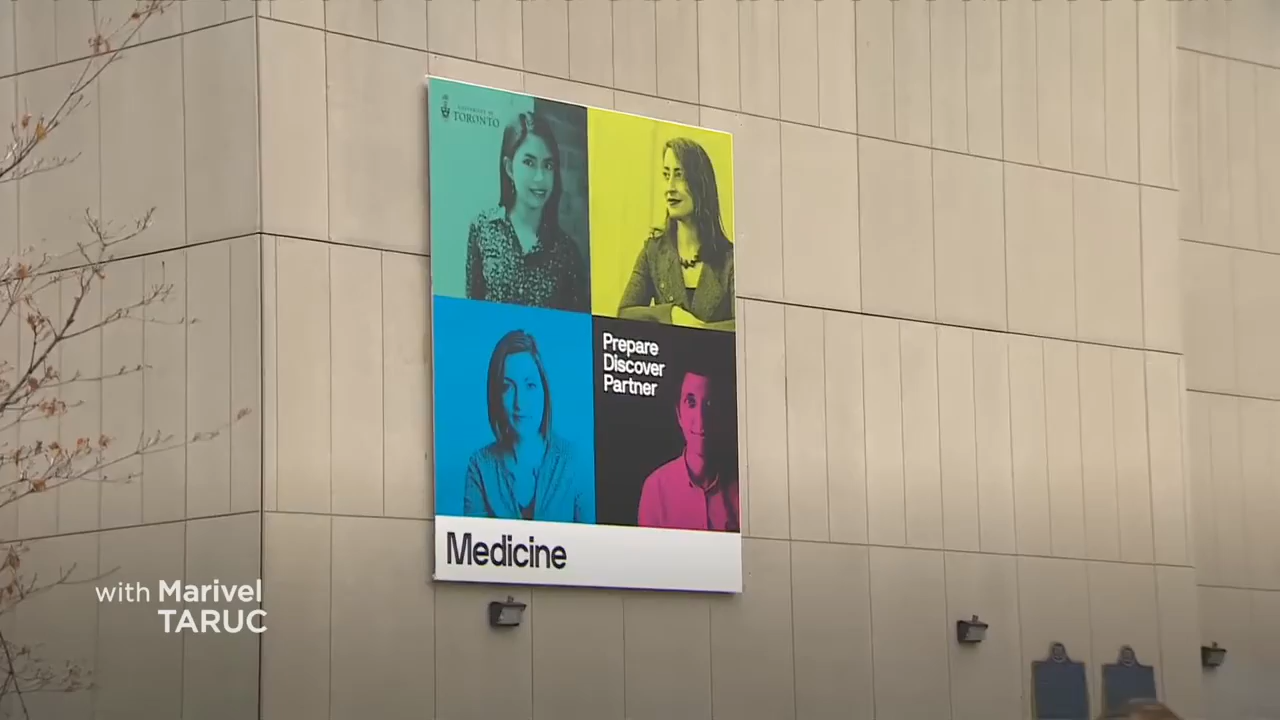 UNIVERSITY OF
TORONTO
Prepare
Discover
Partner
Medicine
with Marivel
TARUC